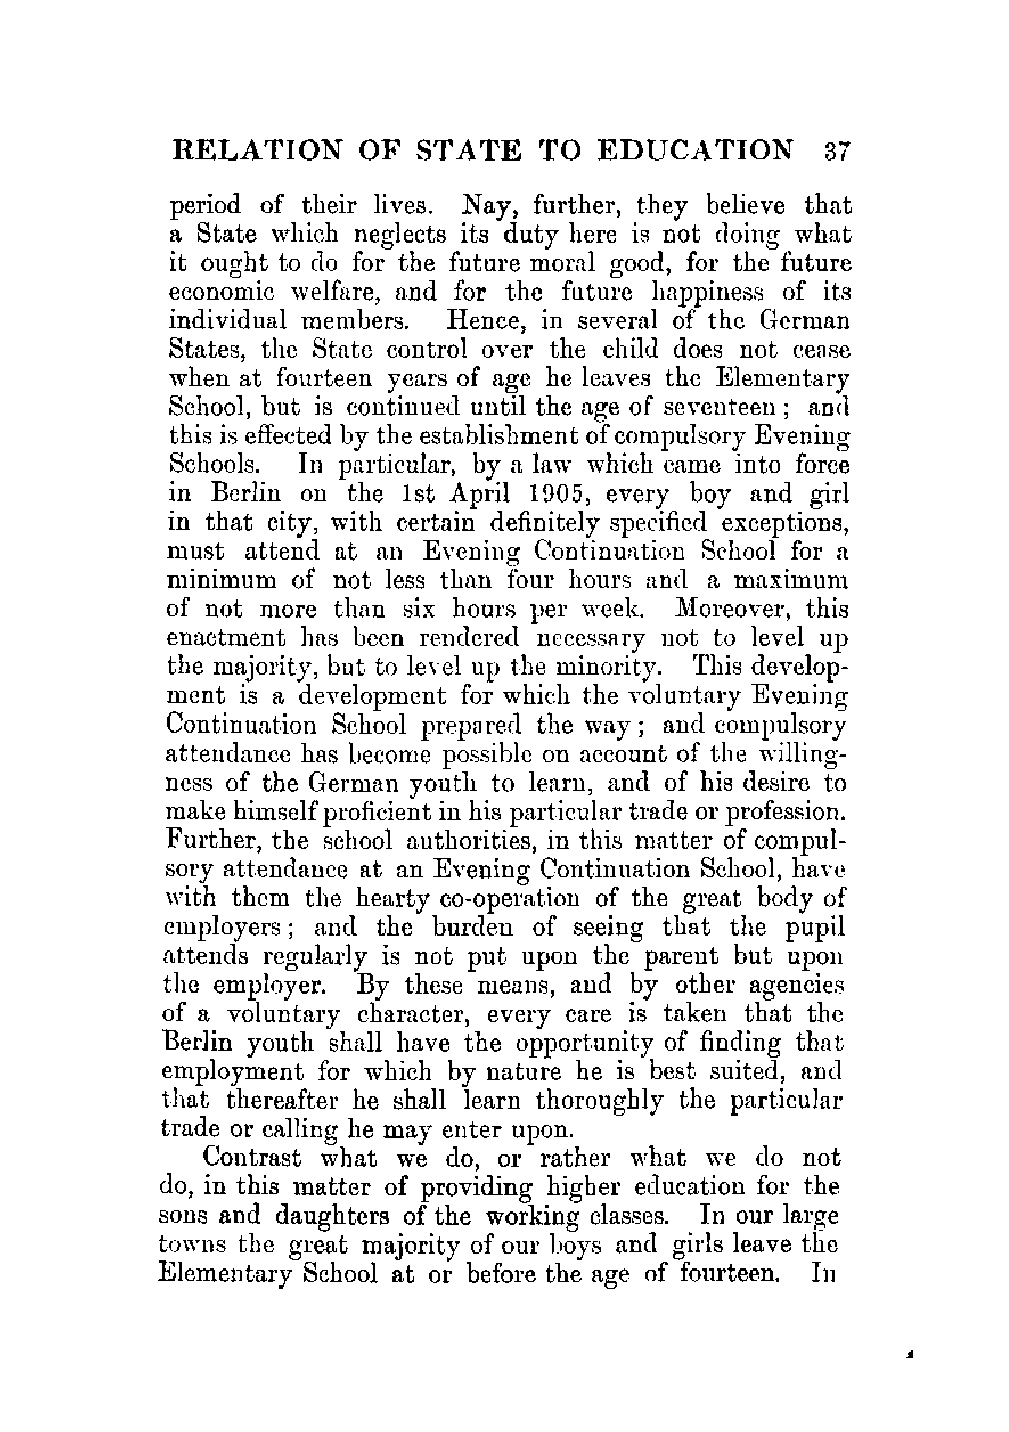 RELATION OF STATE TO EDUCATION 37
period of their lives. Nay, further, they believe that
a State which neglects its duty here is not doing what
it ought to do for the future moral good, for the future
economic welfare, and for the future happiness of its
individual members. Hence, in several of the German
States, the State control over the child does not cease
when at fourteen years of age he leaves the Elementary
School, but is continued until the age of seventeen; and
this is effected by the establishment of compulsory Evening
Schools. In particular, by a law which came into force
in Berlin on the 1st April 1905, every boy and girl
in that city, with certain definitely specified exceptions,
must attend at an Evening Continuation School for a
minimum of not less than four hours and a maximum
of not more than six hours per week. Moreover, this
enactment has been rendered necessary not to level up
the majority, but to level up the minority. This develop-
ment is a development for which the voluntary Evening
Continuation School prepared the way; and compulsory
attendance has become possible on account of the willing-
ness of the German youth to learn, and of his desire to
make himself proficient in his particular trade or profession.
Further, the school authorities, in this matter of compul-
sory attendance at an Evening Continuation School, have
with them the hearty co-operation of the great body of
employers; and the burden of seeing that the pupil
attends regularly is not put upon the parent but upon
the employer. By these means, and by other agencies
of a voluntary character, every care is taken that the
Berlin youth shall have the opportunity of finding that
employment for which by nature he is best suited, and
that thereafter he shall learn thoroughly the particular
trade or calling he may enter upon.
Contrast what we do, or rather what we do not
do, in this matter of providing higher education for the
sons and daughters of the working classes. In our large
towns the great majority of our boys and girls leave the
Elementary School at or before the age of fourteen. In